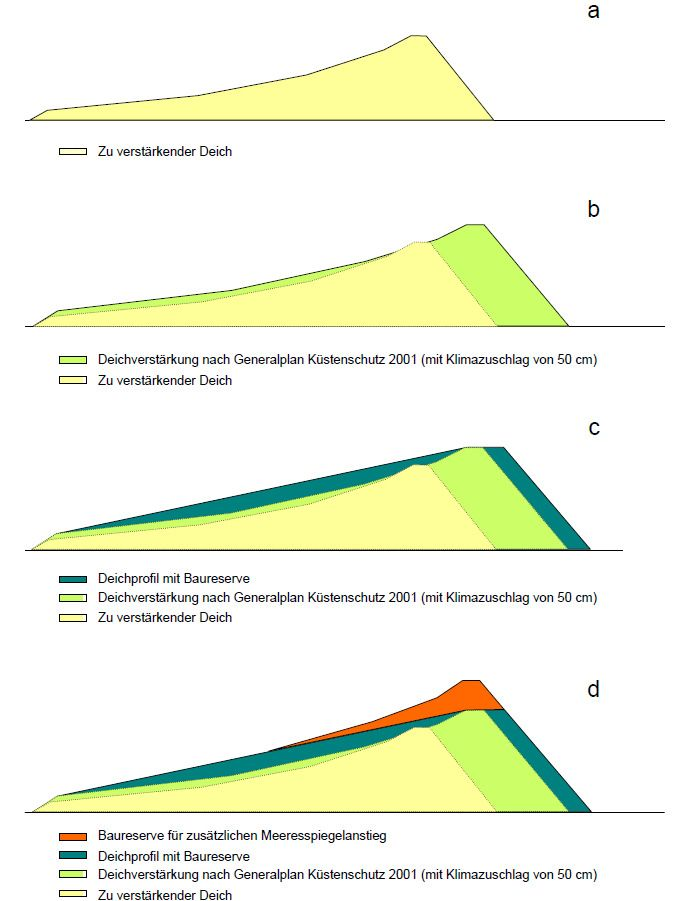 a
Zu verstärkender Deich
b
Deichverstärkung nach Generalplan Küstenschutz 2001 (mit Klimazuschlag von 50 cm)
Zu verstärkender Deich
c
Deichprofil mit Baureserve
Deichverstärkung nach Generalplan Küstenschutz 2001 (mit Klimazuschlag von 50 cm)
Zu verstärkender Deich
d
Baureserve für zusätzlichen Meeresspiegelanstieg
Deichprofil mit Baureserve
Deichverstärkung nach Generalplan Küstenschutz 2001 (mit Klimazuschlag von 50 cm)
Zu verstärkender Deich